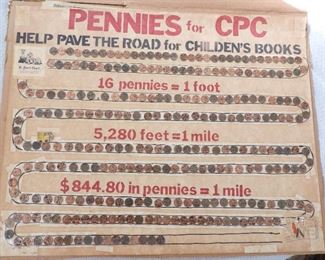 PENNIES for CPC
HELP PAVE THE ROAD for CHILDEN'S BOOKS
16 pennies = 1 foot
5,280 feet = 1 mile
$844.80 in pennies = 1 mile